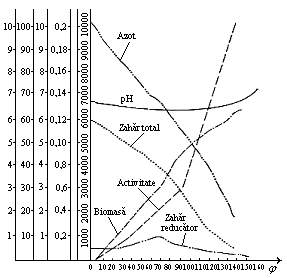 10 100 10 0,2 10000
9 90 9 0,18 9000
8 80 8 0,16 8000
7 70 7 0,14 7000
6 60 6 0,12 6000
5 50 5 0,1 5000
4 40 4 0,8 4000
3 30 3 0,6 3000
2 20 2 0,4 2000
1 10 1 0,2 1000
Azot
pH
Zahăr total
Activitate
Biomasă
Zahăr
reducător
0 10 20 30 40 50 60 70 80 90 100 110 120 130 140 150 140
φ